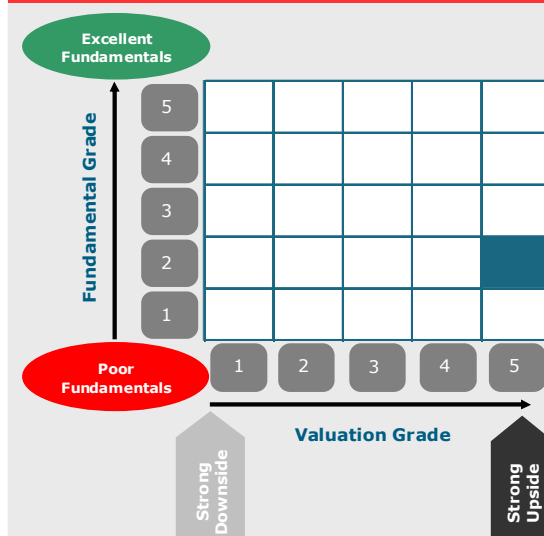 Excellent
Fundamentals
Fundamental Grade
5
4
3
2
1
Poor
Fundamentals
1
2
3
4
5
Valuation Grade
Strong
Downside
Strong
Upside